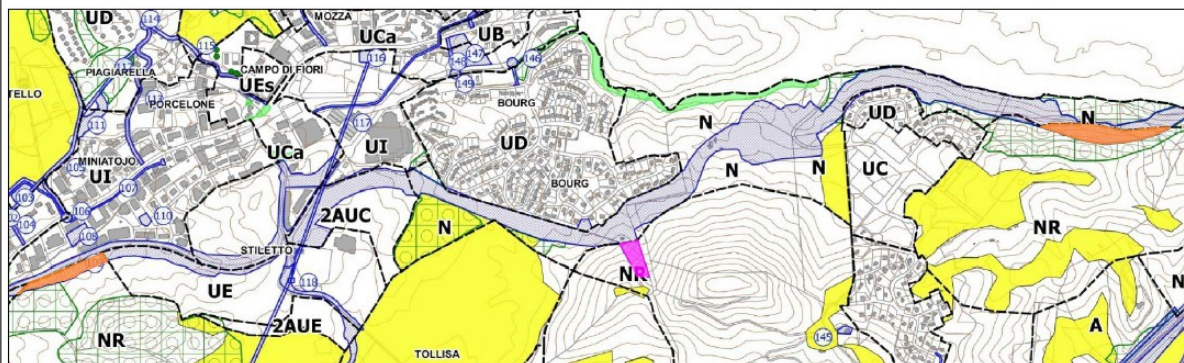 UD
114
MOZZA
UCa
UB
115
116
147
148
146
149
PIAGIARELLA
CAMPO DI FIORI
UEs
TELLO
PORCELONE
BOURG
111
117
UD
N
UD
N
UCa
UI
MINIATOJO
UI
105
107
BOURG
N
N
UC
103
106
110
104
2AUC
N
NR
108
STILETTO
NR
N
UE
118
2AUE
145
A
NR
TOLLISA